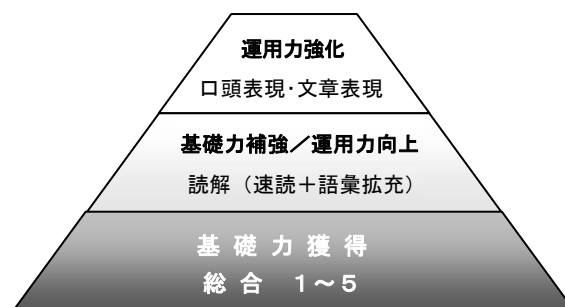 運用力強化
口頭表現・文章表現
基礎力補強／運用力向上
読解（速読＋語彙拡充）
基 礎 力 獲 得
総 合　１～５